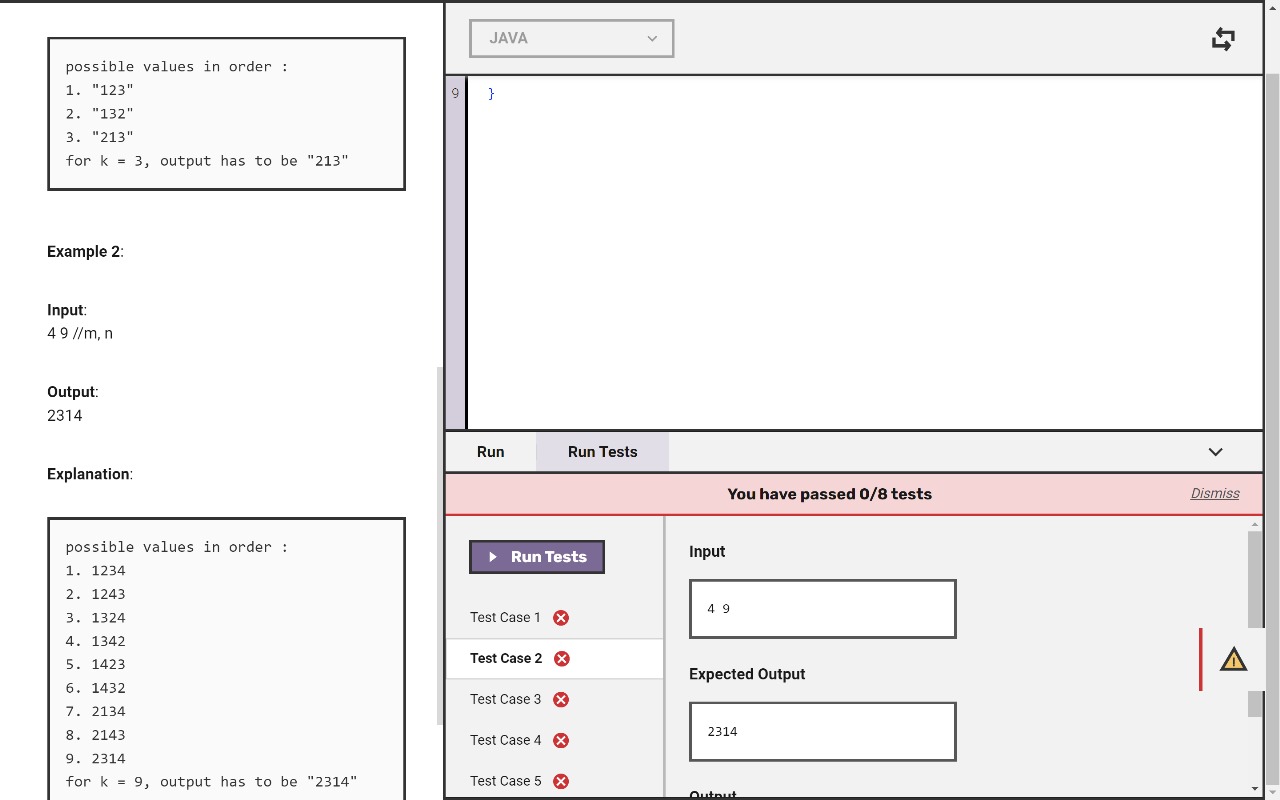 possible values in order :
1. "123"
2. "132"
3. "213"
for k = 3, output has to be "213"
Example 2:
Input:
4 9 //m, n
Output:
2314
Explanation:
possible values in order :
1. 1234
2. 1243
3. 1324
4. 1342
5. 1423
6. 1432
7. 2134
8. 2143
9. 2314
for k = 9, output has to be "2314"
JAVA
9 }
Run Run Tests
You have passed 0/8 tests Dismiss
Run Tests
Test Case 1
Test Case 2
Test Case 3
Test Case 4
Test Case 5
Input
4 9
Expected Output
2314
Output